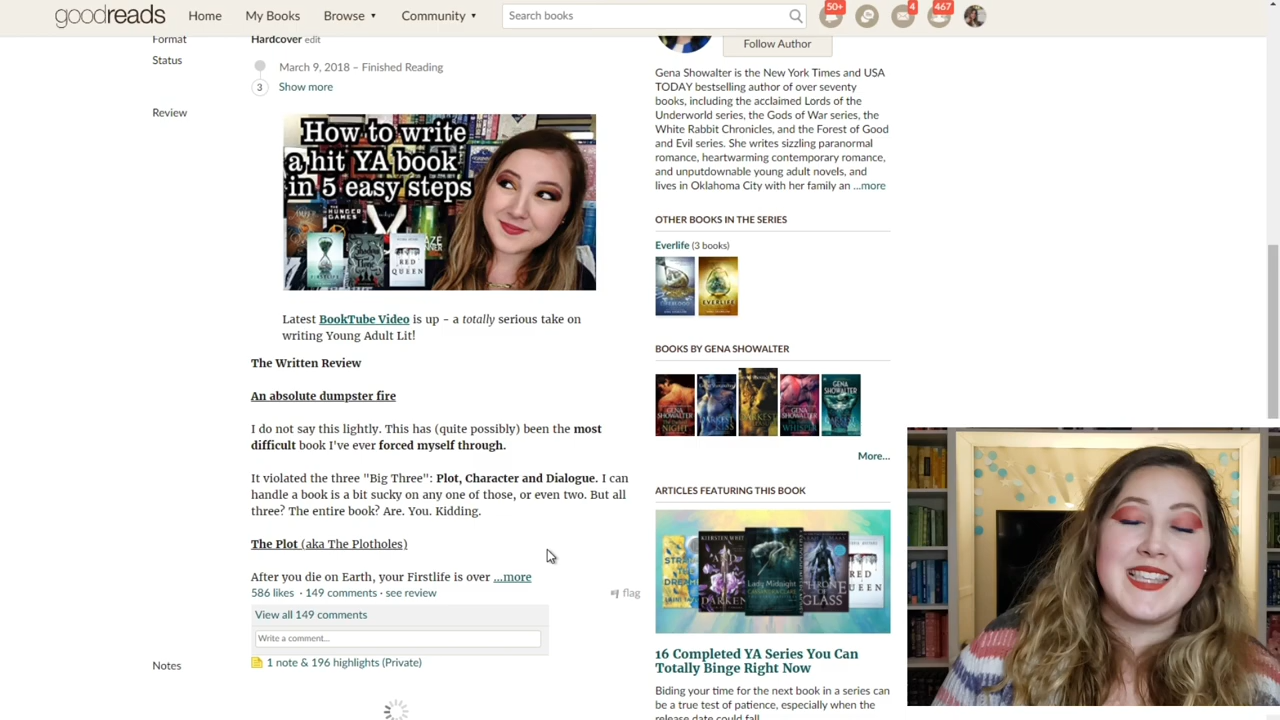 goodreads
Home
My Books
Browse ▾
Community ▾
Search books
50+
4
467
Format
Hardcover edit
Status
March 9, 2018 – Finished Reading
3
Show more
Review
How to write
a hit YA book
in 5 easy steps
THE HUNGER GAMES
RED QUEEN
Latest BookTube Video is up - a totally serious take on
writing Young Adult Lit!
The Written Review
An absolute dumpster fire
I do not say this lightly. This has (quite possibly) been the most
difficult book I've ever forced myself through.
It violated the three "Big Three": Plot, Character and Dialogue. I can
handle a book is a bit sucky on any one of those, or even two. But all
three? The entire book? Are. You. Kidding.
The Plot (aka The Plotholes)
After you die on Earth, your Firstlife is over ...more
586 likes · 149 comments · see review
flag
View all 149 comments
Write a comment...
Notes
1 note & 196 highlights (Private)
Follow Author
Gena Showalter is the New York Times and USA
TODAY bestselling author of over seventy
books, including the acclaimed Lords of the
Underworld series, the Gods of War series, the
White Rabbit Chronicles, and the Forest of Good
and Evil series. She writes sizzling paranormal
romance, heartwarming contemporary romance,
and unputdownable young adult novels, and
lives in Oklahoma City with her family an ...more
OTHER BOOKS IN THE SERIES
Everlife (3 books)
BOOKS BY GENA SHOWALTER
More...
ARTICLES FEATURING THIS BOOK
Lady Midnight
RED QUEEN
16 Completed YA Series You Can
Totally Binge Right Now
Biding your time for the next book in a series can
be a true test of patience, especially when the
release date could fall